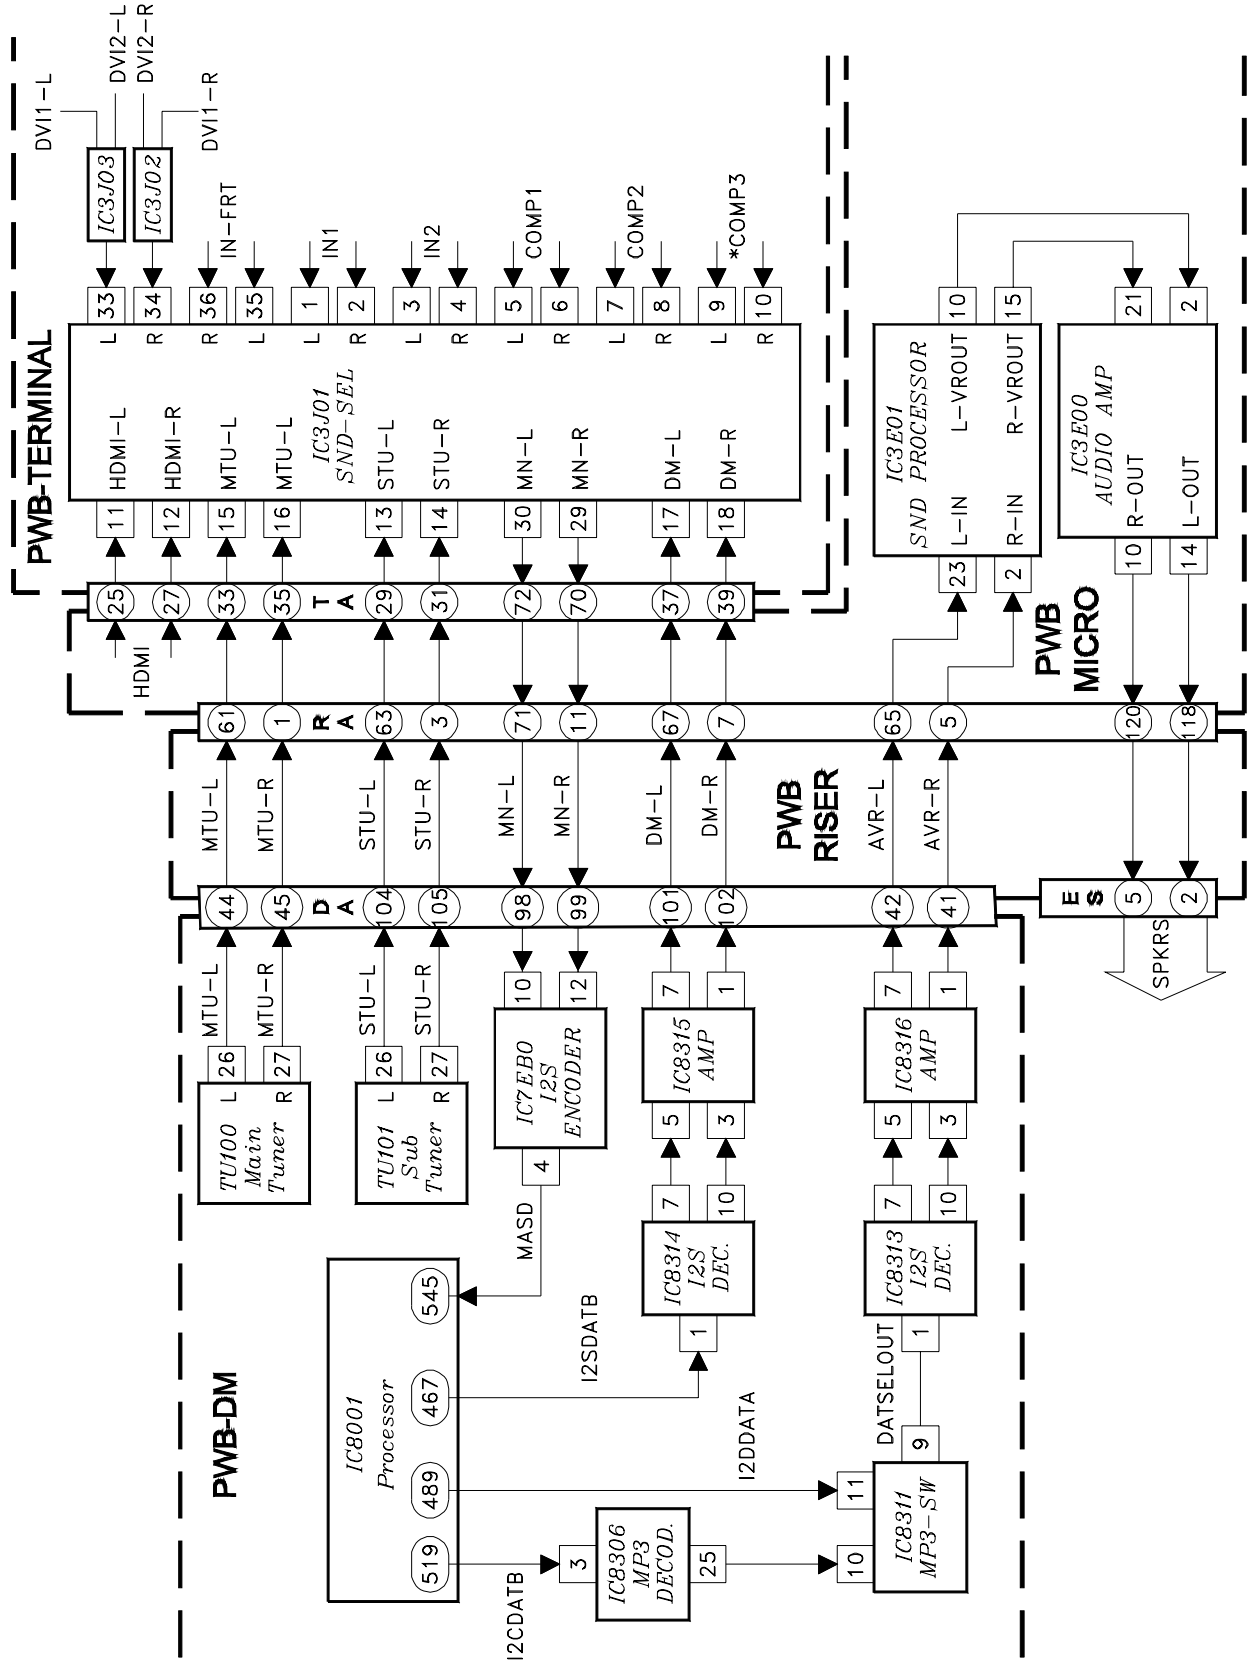 PWB-DM
IC8001
Processor
519
489
467
545
I2CDATB
3
IC8306
MP3
DECOD.
25
I2DDATA
10
11
IC8311
MP3-SW
9
DATSELOUT
I2SDATB
MASD
TU100
Main
Tuner
L
R
26
27
MTU-L
MTU-R
TU101
Sub
Tuner
L
R
26
27
STU-L
STU-R
4
IC7EB0
I2S
ENCODER
10
12
1
IC8314
I2S
DEC.
7
10
5
3
IC8315
AMP
7
1
1
IC8313
I2S
DEC.
7
10
5
3
IC8316
AMP
7
1
DA
44
45
104
105
98
99
101
102
42
41
PWB
RISER
MTU-L
MTU-R
STU-L
STU-R
MN-L
MN-R
DM-L
DM-R
AVR-L
AVR-R
ES
5
2
SPKRS
RA
61
1
63
3
71
11
67
7
65
5
120
118
PWB
MICRO
HDMI
TA
25
27
33
35
29
31
72
70
37
39
PWB-TERMINAL
11
12
15
16
13
14
30
29
17
18
HDMI-L
HDMI-R
MTU-L
MTU-L
IC3J01
SND-SEL
STU-L
STU-R
MN-L
MN-R
DM-L
DM-R
L
R
R
L
L
R
L
R
L
R
L
R
L
R
33
34
36
35
1
2
3
4
5
6
7
8
9
10
IC3J03
IC3J02
DVI1-L
DVI2-L
DVI2-R
DVI1-R
IN-FRT
IN1
IN2
COMP1
COMP2
*COMP3
23
2
IC3E01
SND PROCESSOR
L-IN
L-VROUT
R-IN
R-VROUT
10
15
IC3E00
AUDIO AMP
10
14
R-OUT
L-OUT
21
2